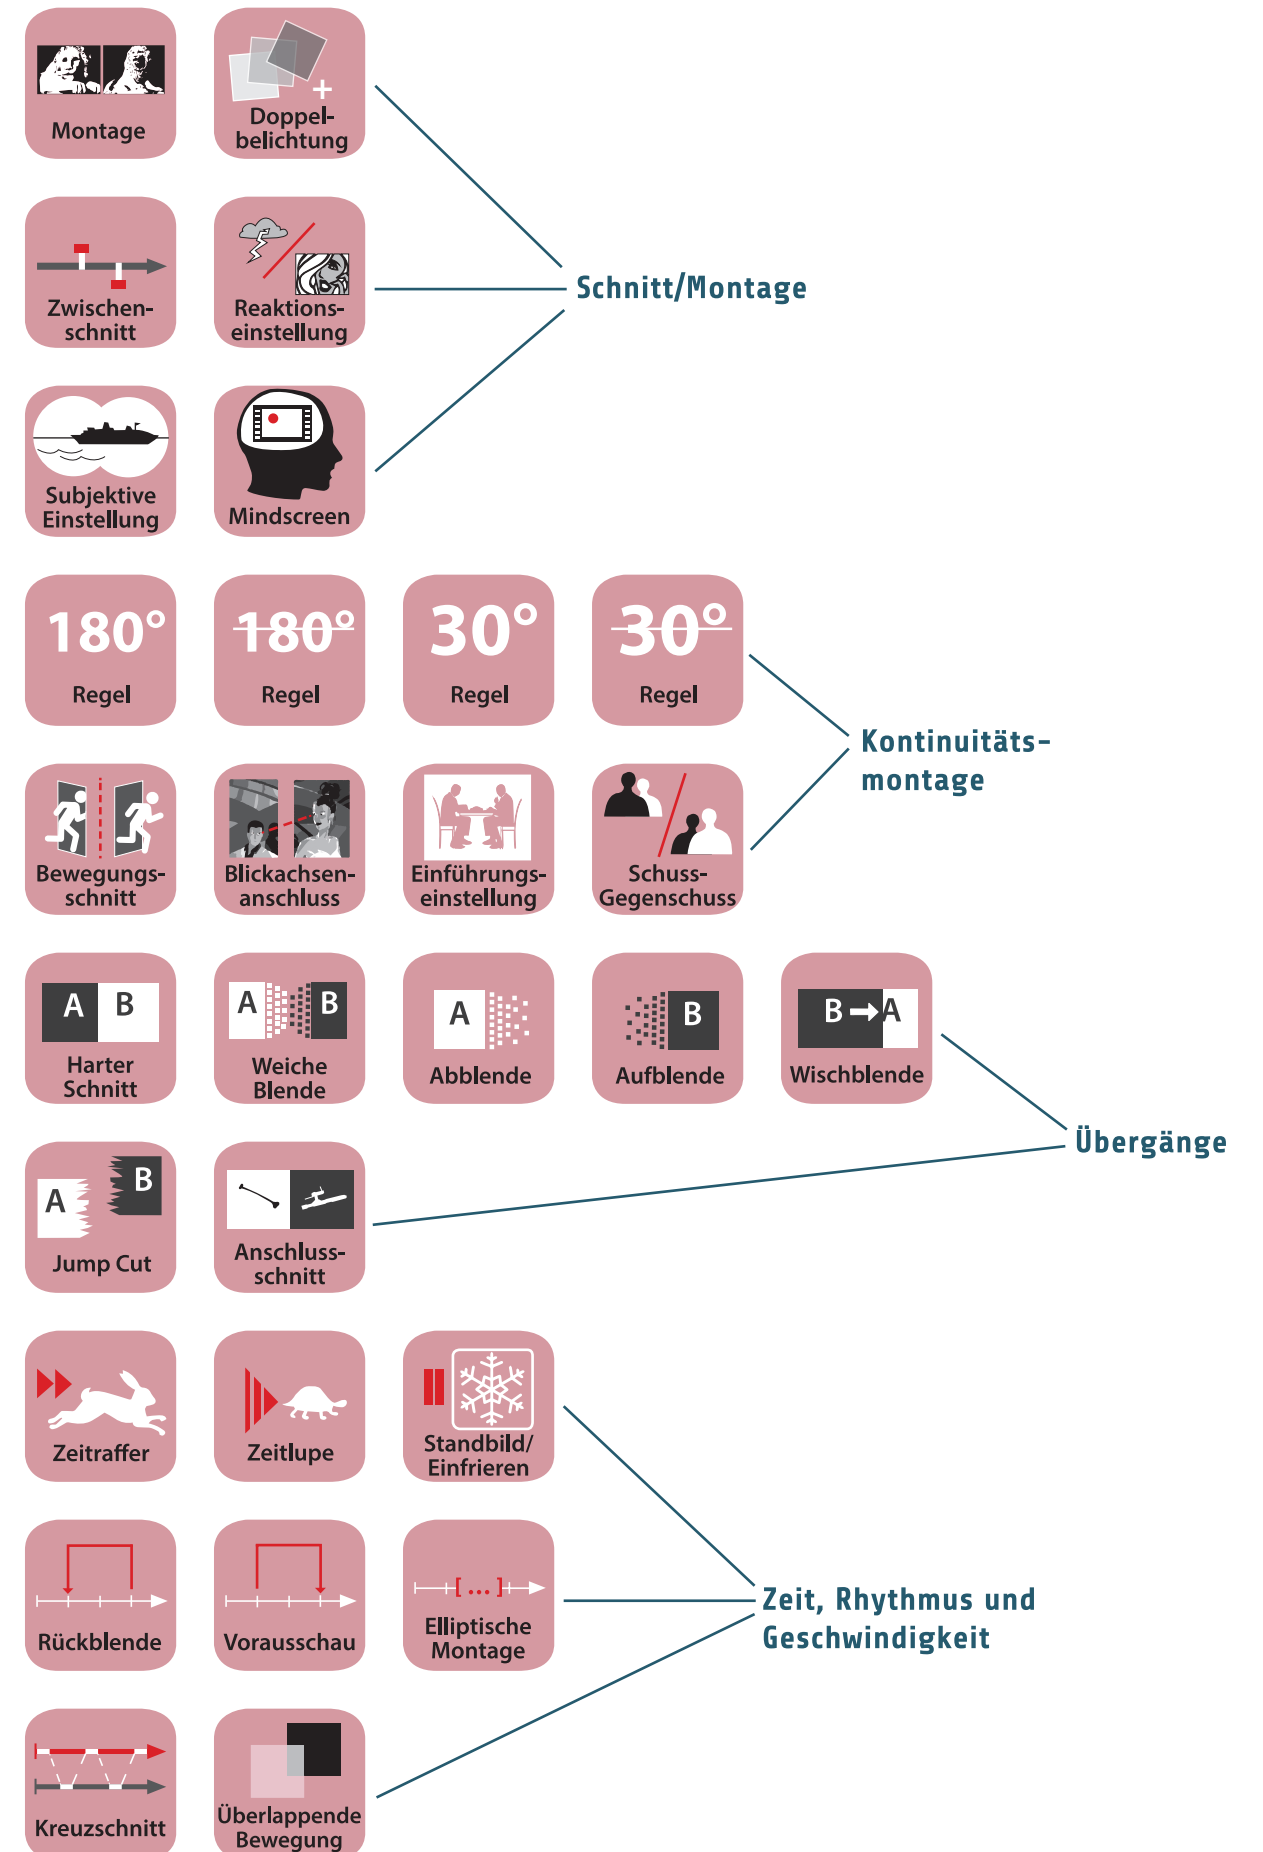 Montage
+
Doppel-
belichtung
Zwischen-
schnitt
Reaktions-
einstellung
Schnitt/Montage
Subjektive
Einstellung
Mindscreen
180°
Regel
180°
Regel
30°
Regel
30°
Regel
Kontinuitäts-
montage
Bewegungs-
schnitt
Blickachsen-
anschluss
Einführungs-
einstellung
Schuss-
Gegenschuss
A B
Harter
Schnitt
A B
Weiche
Blende
A
Abblende
B
Aufblende
B A
Wischblende
Übergänge
A B
Jump Cut
Anschluss-
schnitt
Zeitraffer
Zeitlupe
Standbild/
Einfrieren
Rückblende
Vorausschau
[...]
Elliptische
Montage
Zeit, Rhythmus und
Geschwindigkeit
Kreuzschnitt
Überlappende
Bewegung